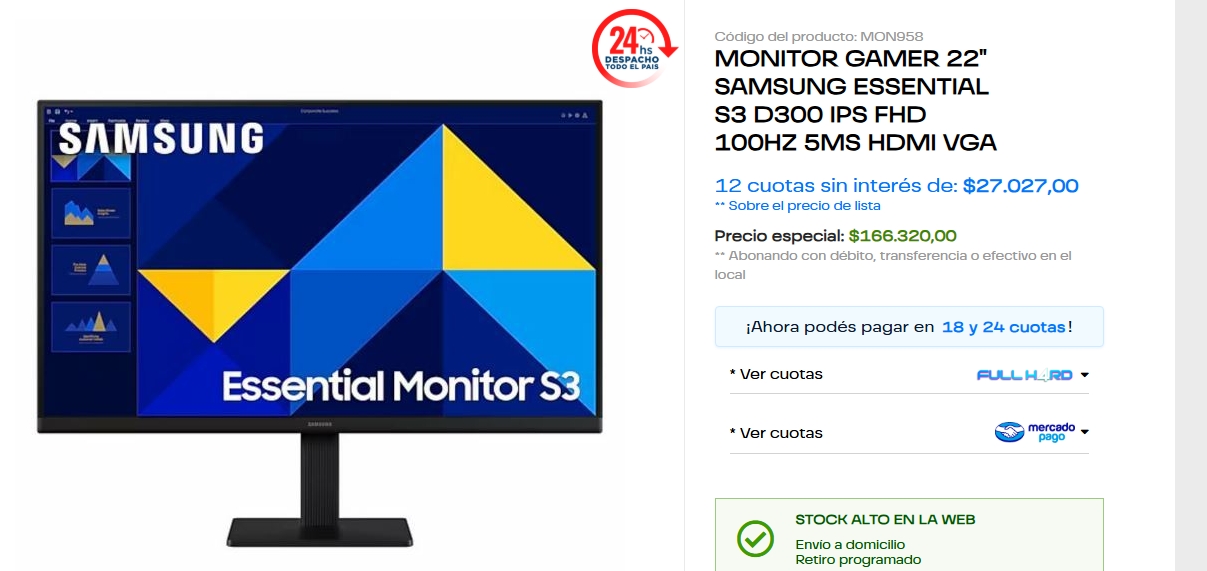 24hs
DESPACHO
TODO EL PAIS
SAMSUNG
Essential Monitor S3
SAMSUNG
Código del producto: MON958
MONITOR GAMER 22"
SAMSUNG ESSENTIAL
S3 D300 IPS FHD
100HZ 5MS HDMI VGA
12 cuotas sin interés de: $27.027,00
** Sobre el precio de lista
Precio especial: $166.320,00
** Abonando con débito, transferencia o efectivo en el
local
¡Ahora podés pagar en 18 y 24 cuotas!
* Ver cuotas
FULL H4RD
* Ver cuotas
mercado
pago
STOCK ALTO EN LA WEB
Envío a domicilio
Retiro programado